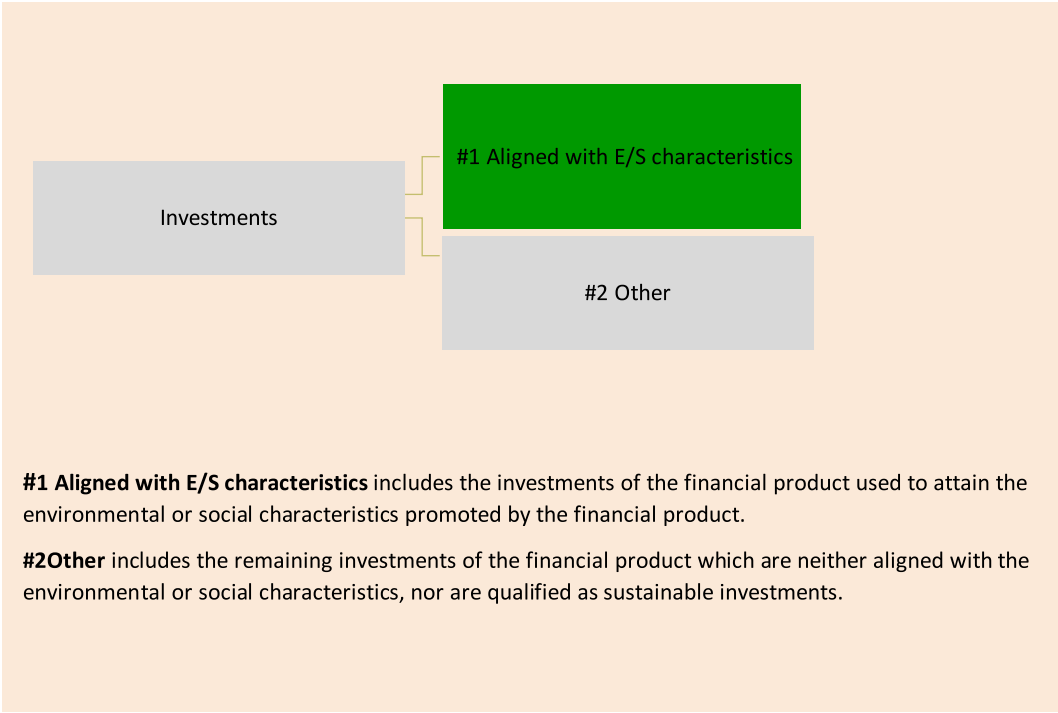 #1 Aligned with E/S characteristics
Investments
#2 Other
#1 Aligned with E/S characteristics includes the investments of the financial product used to attain the
environmental or social characteristics promoted by the financial product.
#2Other includes the remaining investments of the financial product which are neither aligned with the
environmental or social characteristics, nor are qualified as sustainable investments.